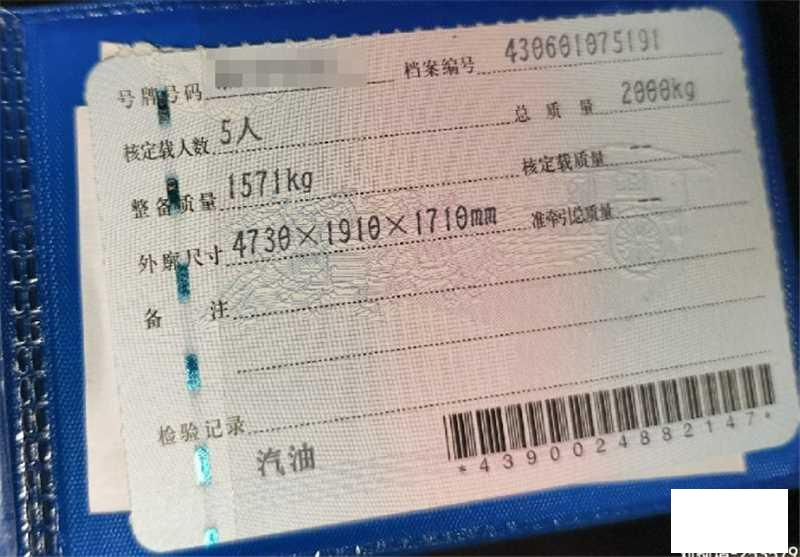 号牌号码 档案编号 430601075191
核定载人数 5人 总质量 2000kg
整备质量 1571kg 核定载质量 --
外廓尺寸 4730×1910×1710mm 准牵引总质量 --
备注
检验记录
汽油
*4390024882147*